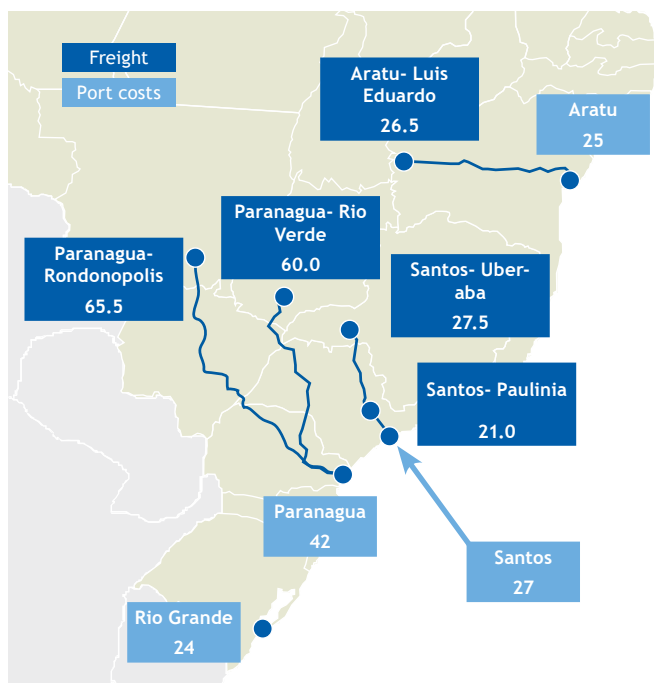 Freight
Port costs
Aratu- Luis
Eduardo
26.5
Aratu
25
Paranagua- Rio
Verde
60.0
Paranagua-
Rondonopolis
65.5
Santos- Uber-
aba
27.5
Santos- Paulinia
21.0
Paranagua
42
Santos
27
Rio Grande
24